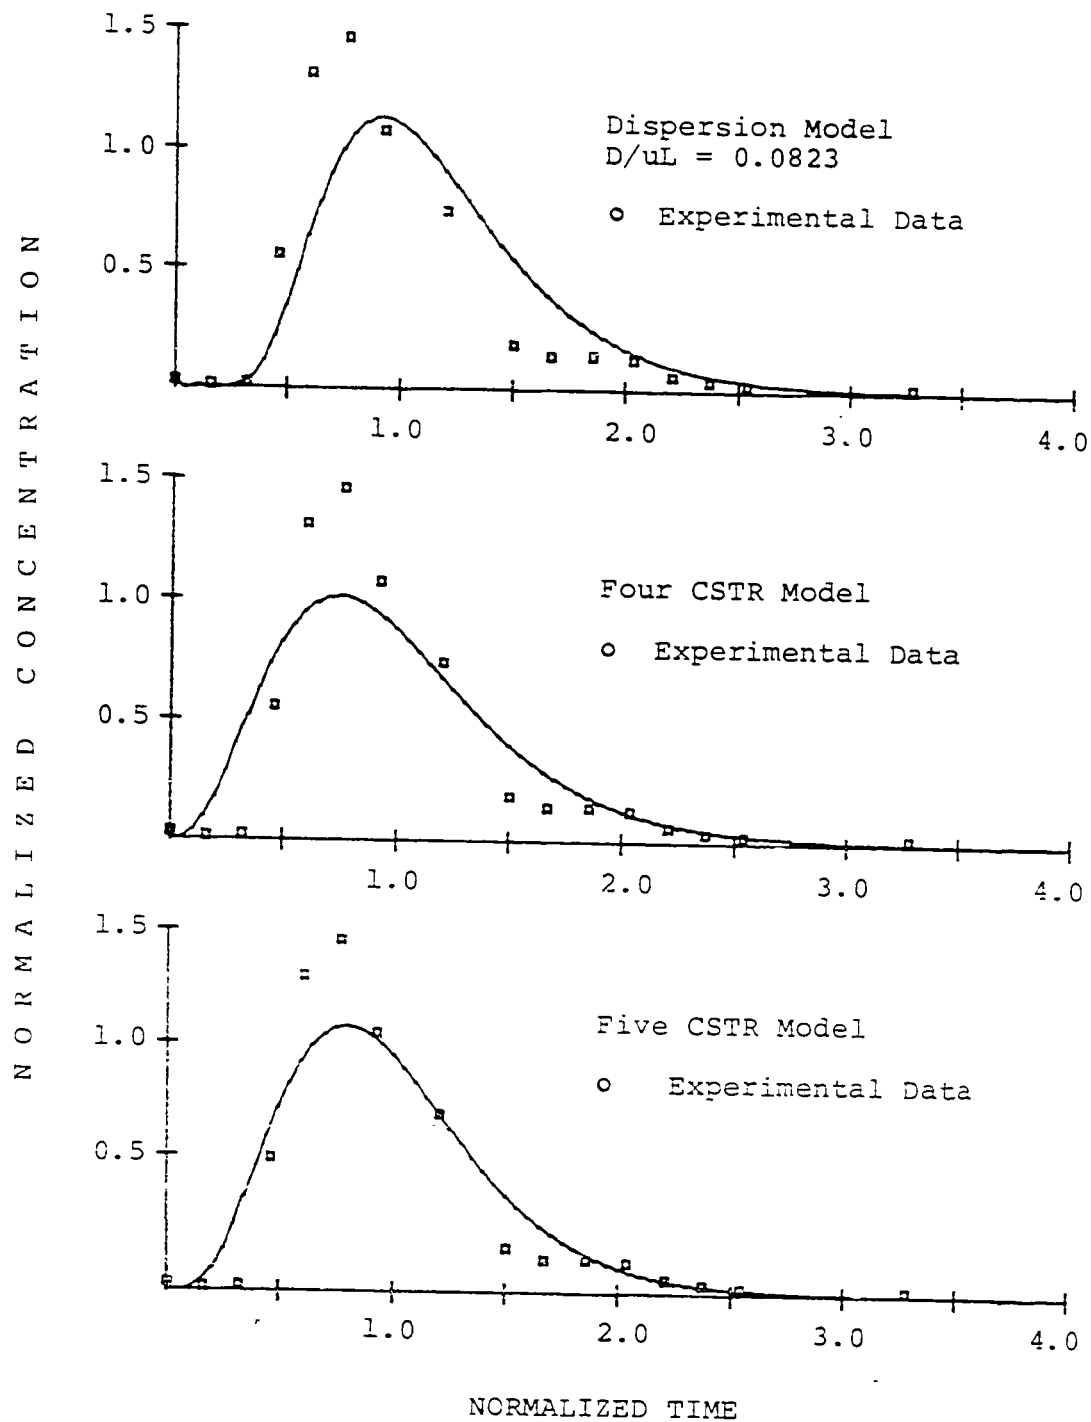 NORMALIZED CONCENTRATION
1.5
1.0
0.5
Dispersion Model
D/uL = 0.0823
Experimental Data
1.0 2.0 3.0 4.0
1.5
1.0
0.5
Four CSTR Model
Experimental Data
1.0 2.0 3.0 4.0
1.5
1.0
0.5
Five CSTR Model
Experimental Data
1.0 2.0 3.0 4.0
NORMALIZED TIME